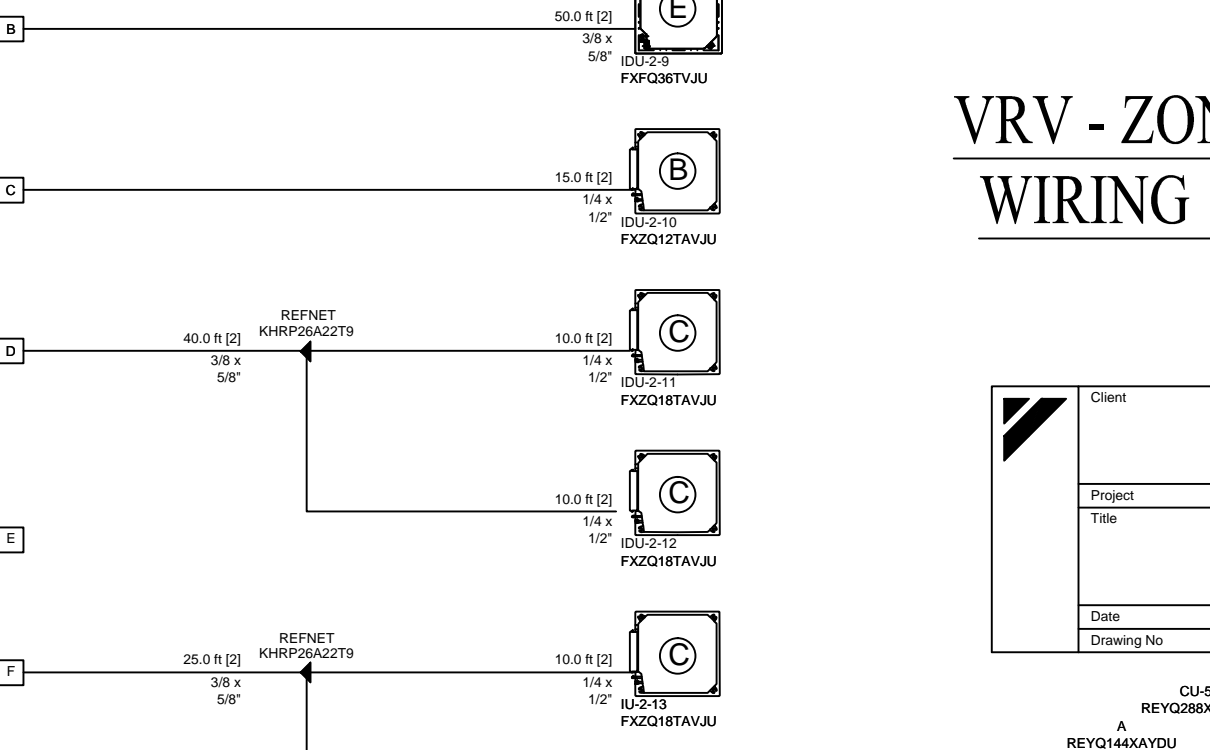 B
50.0 ft [2]
3/8 x
5/8"
E
IDU-2-9
FXFQ36TVJU
C
15.0 ft [2]
1/4 x
1/2"
B
IDU-2-10
FXZQ12TAVJU
D
40.0 ft [2]
3/8 x
5/8"
REFNET
KHRP26A22T9
10.0 ft [2]
1/4 x
1/2"
C
IDU-2-11
FXZQ18TAVJU
10.0 ft [2]
1/4 x
1/2"
C
IDU-2-12
FXZQ18TAVJU
E
F
25.0 ft [2]
3/8 x
5/8"
REFNET
KHRP26A22T9
10.0 ft [2]
1/4 x
1/2"
C
IU-2-13
FXZQ18TAVJU
VRV - ZON
WIRING
Client
Project
Title
Date
Drawing No
CU-5
REYQ288X
A
REYQ144XAYDU